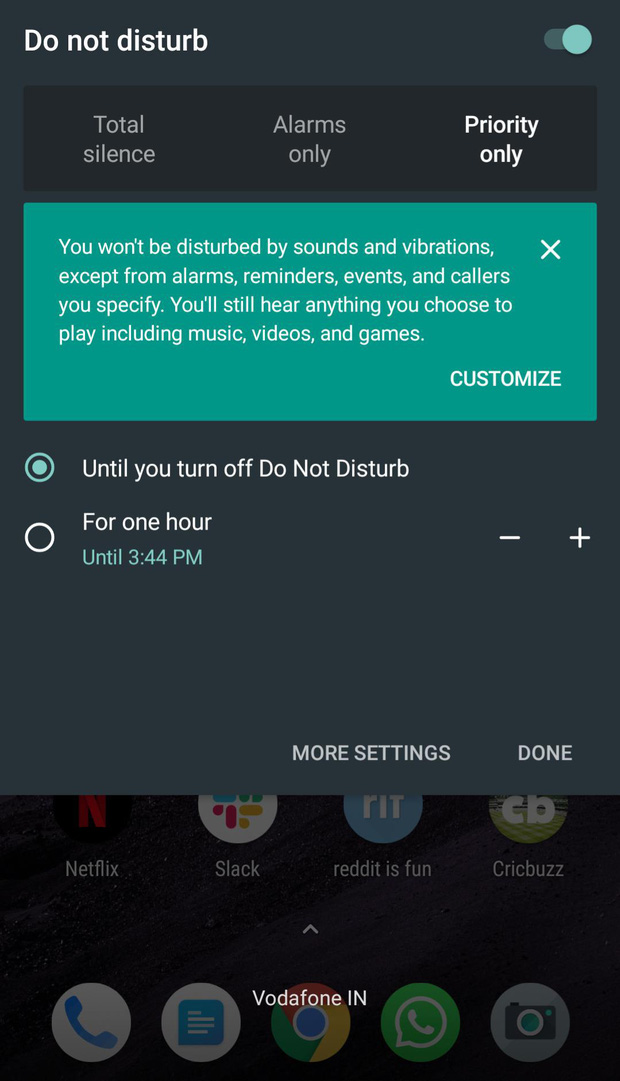 Do not disturb
Total
silence
Alarms
only
Priority
only
You won't be disturbed by sounds and vibrations,
except from alarms, reminders, events, and callers
you specify. You'll still hear anything you choose to
play including music, videos, and games.
CUSTOMIZE
Until you turn off Do Not Disturb
For one hour
Until 3:44 PM
MORE SETTINGS
DONE
N
rif
cb
Netflix
Slack
reddit is fun
Cricbuzz
Vodafone IN